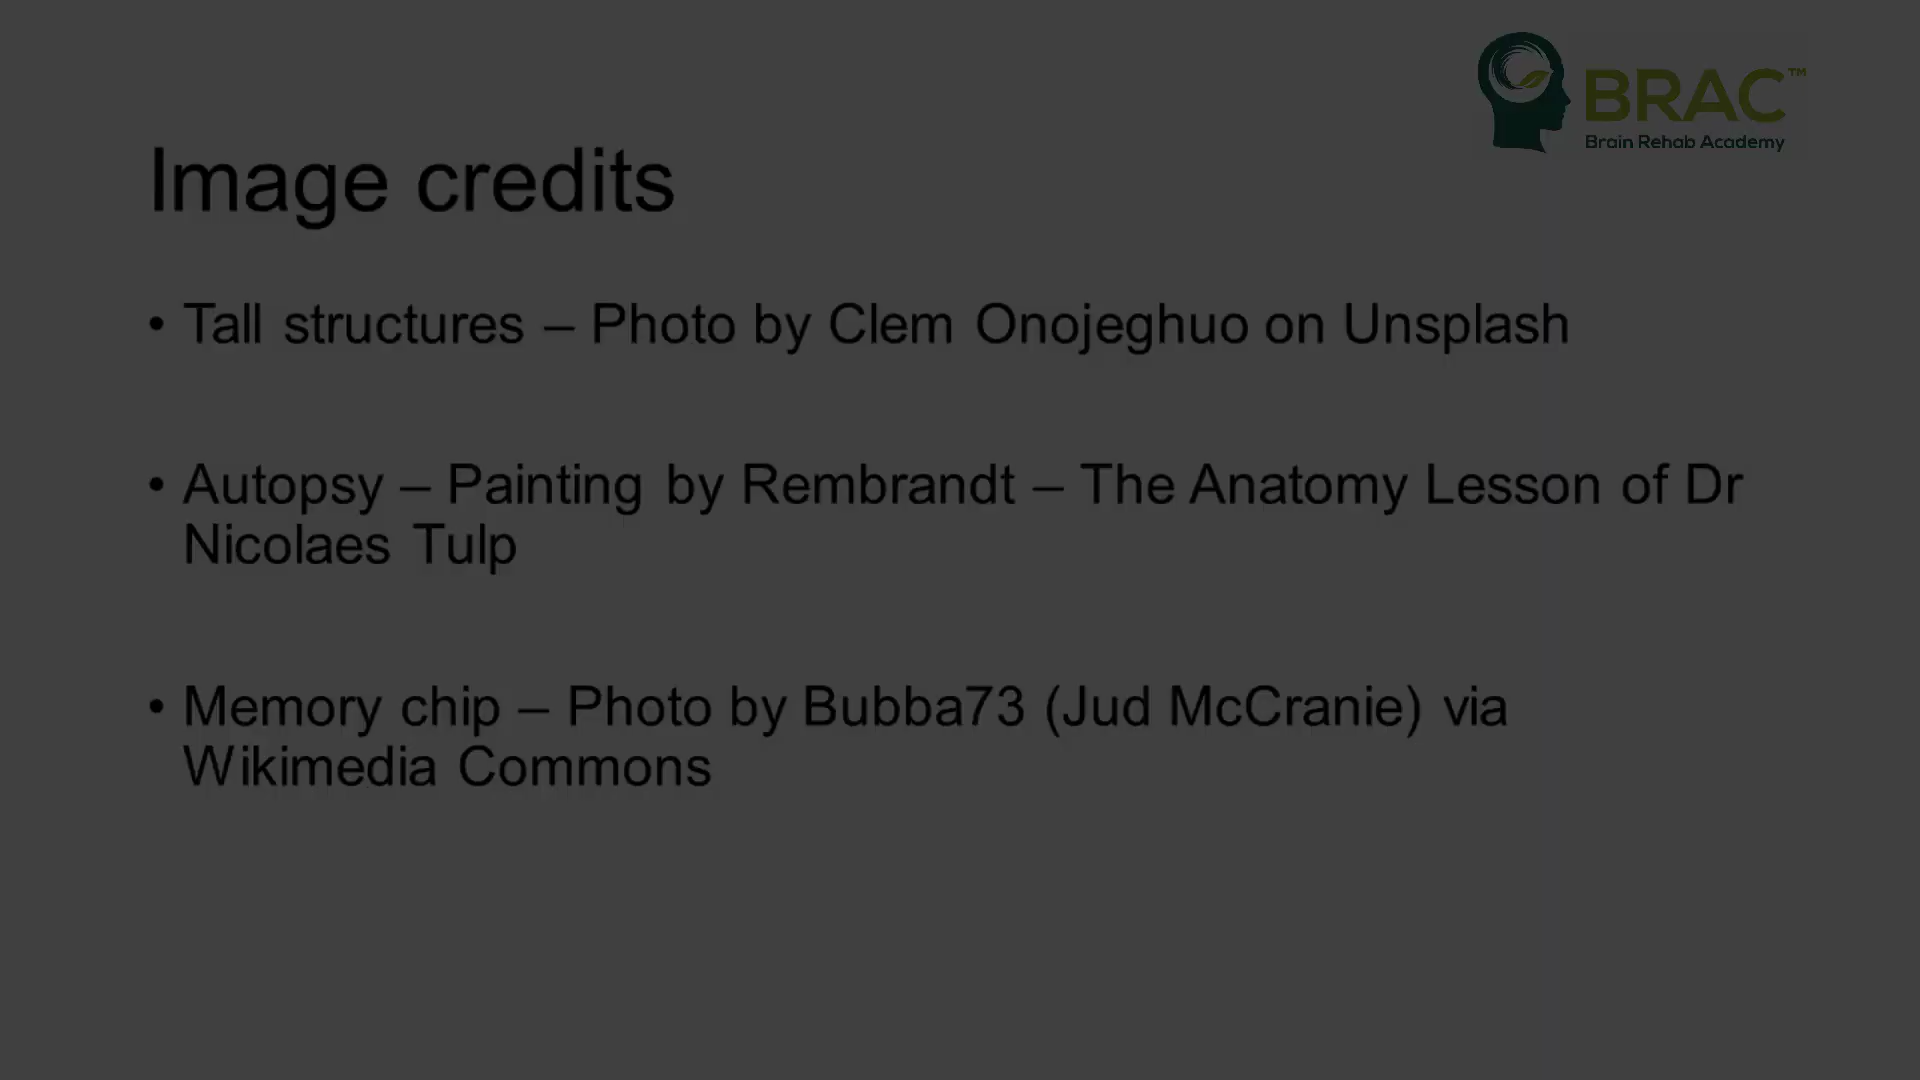 BRAC™
Brain Rehab Academy
Image credits
• Tall structures – Photo by Clem Onojeghuo on Unsplash
• Autopsy – Painting by Rembrandt – The Anatomy Lesson of Dr
Nicolaes Tulp
• Memory chip – Photo by Bubba73 (Jud McCranie) via
Wikimedia Commons